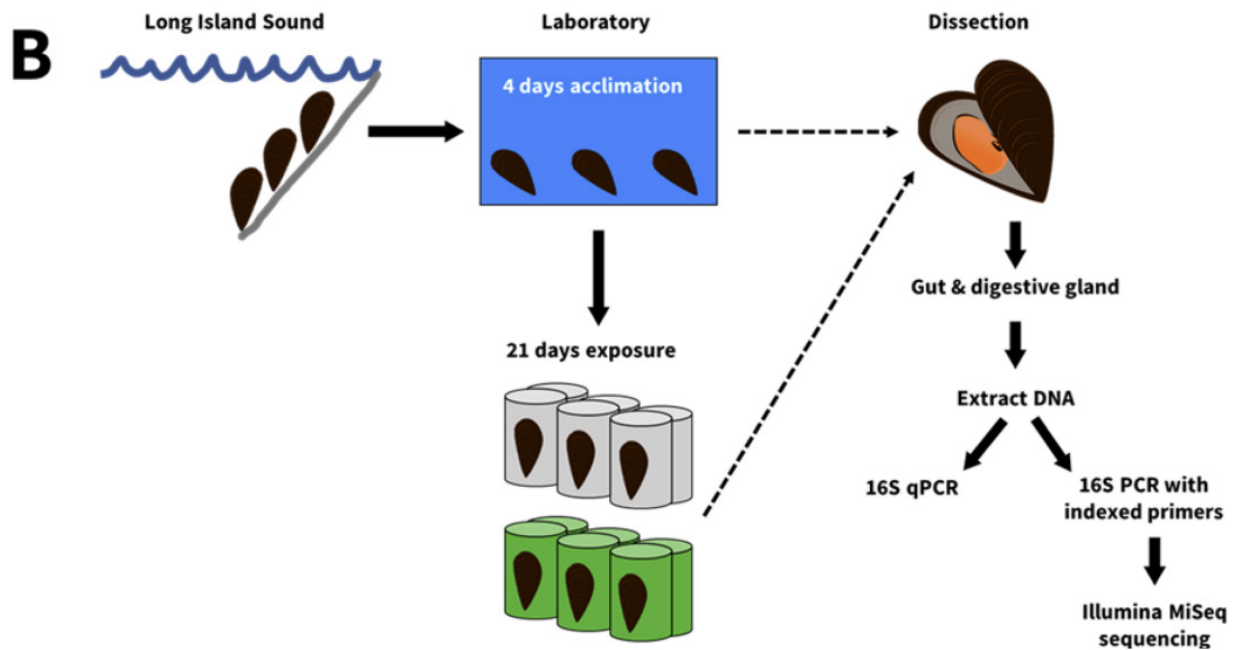 B
Long Island Sound
Laboratory
Dissection
4 days acclimation
21 days exposure
Gut & digestive gland
Extract DNA
16S qPCR
16S PCR with
indexed primers
Illumina MiSeq
sequencing